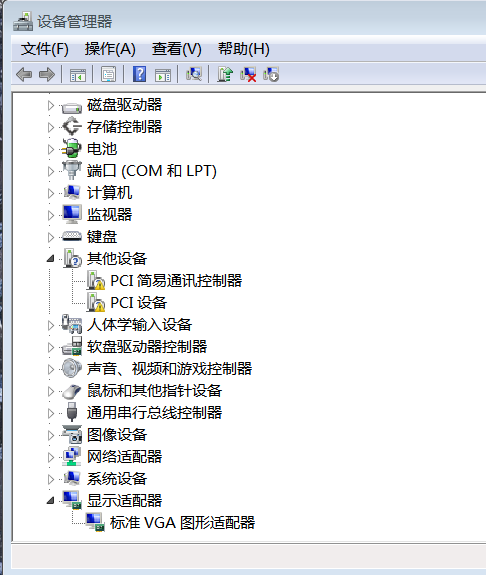 设备管理器
文件(F) 操作(A) 查看(V) 帮助(H)
磁盘驱动器
存储控制器
电池
端口 (COM 和 LPT)
计算机
监视器
键盘
其他设备
PCI 简易通讯控制器
PCI 设备
人体学输入设备
软盘驱动器控制器
声音、视频和游戏控制器
鼠标和其他指针设备
通用串行总线控制器
图像设备
网络适配器
系统设备
显示适配器
标准 VGA 图形适配器